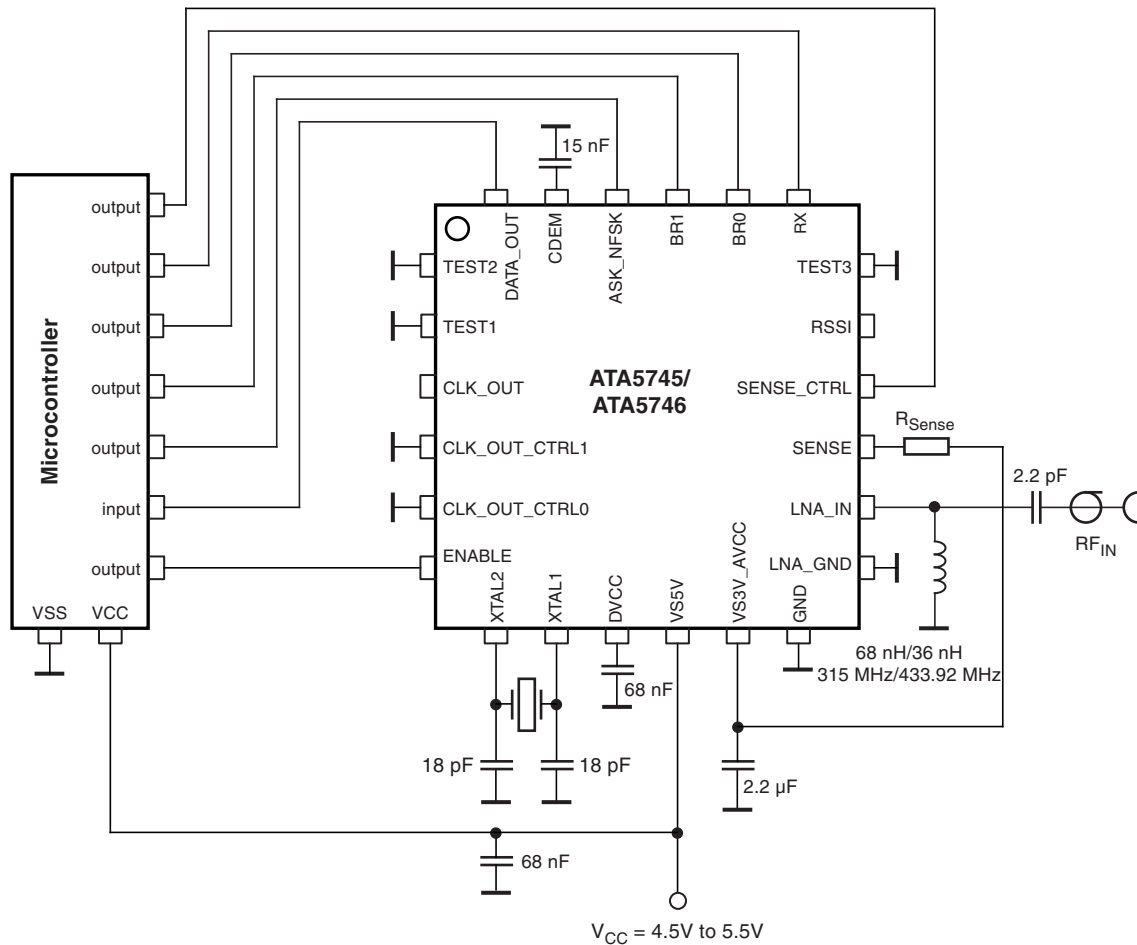 15 nF
output
output
output
output
output
input
output
Microcontroller
VSS
VCC
DATA_OUT
CDEM
ASK_NFSK
BR1
BR0
RX
TEST2
TEST1
CLK_OUT
CLK_OUT_CTRL1
CLK_OUT_CTRL0
ENABLE
ATA5745/
ATA5746
TEST3
RSSI
SENSE_CTRL
SENSE
LNA_IN
LNA_GND
XTAL2
XTAL1
DVCC
VS5V
VS3V_AVCC
GND
RSense
2.2 pF
RFIN
68 nH/36 nH
315 MHz/433.92 MHz
68 nF
18 pF
18 pF
2.2 µF
68 nF
VCC = 4.5V to 5.5V